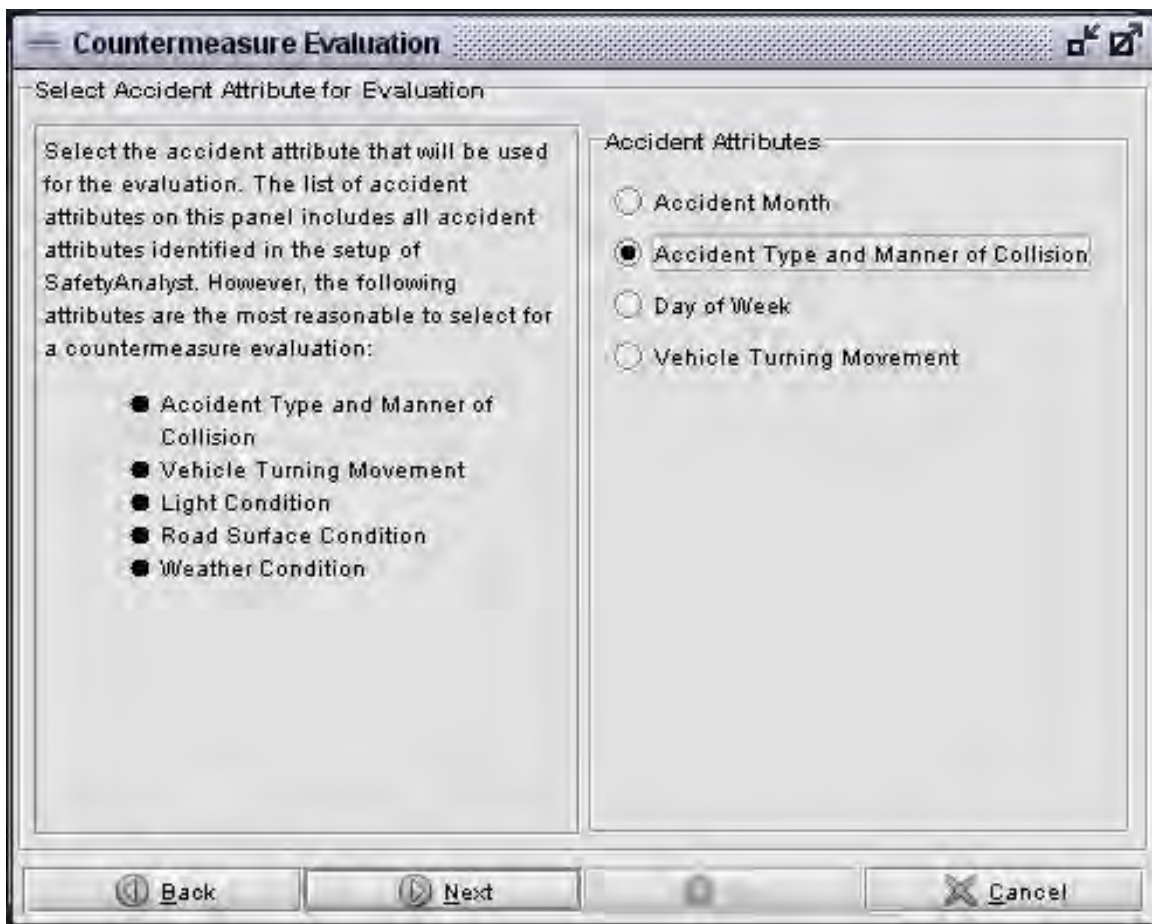 Countermeasure Evaluation
Select Accident Attribute for Evaluation
Select the accident attribute that will be used
for the evaluation. The list of accident
attributes on this panel includes all accident
attributes identified in the setup of
SafetyAnalyst. However, the following
attributes are the most reasonable to select for
a countermeasure evaluation:
Accident Type and Manner of
Collision
Vehicle Turning Movement
Light Condition
Road Surface Condition
Weather Condition
Accident Attributes
Accident Month
Accident Type and Manner of Collision
Day of Week
Vehicle Turning Movement
Back
Next
Cancel